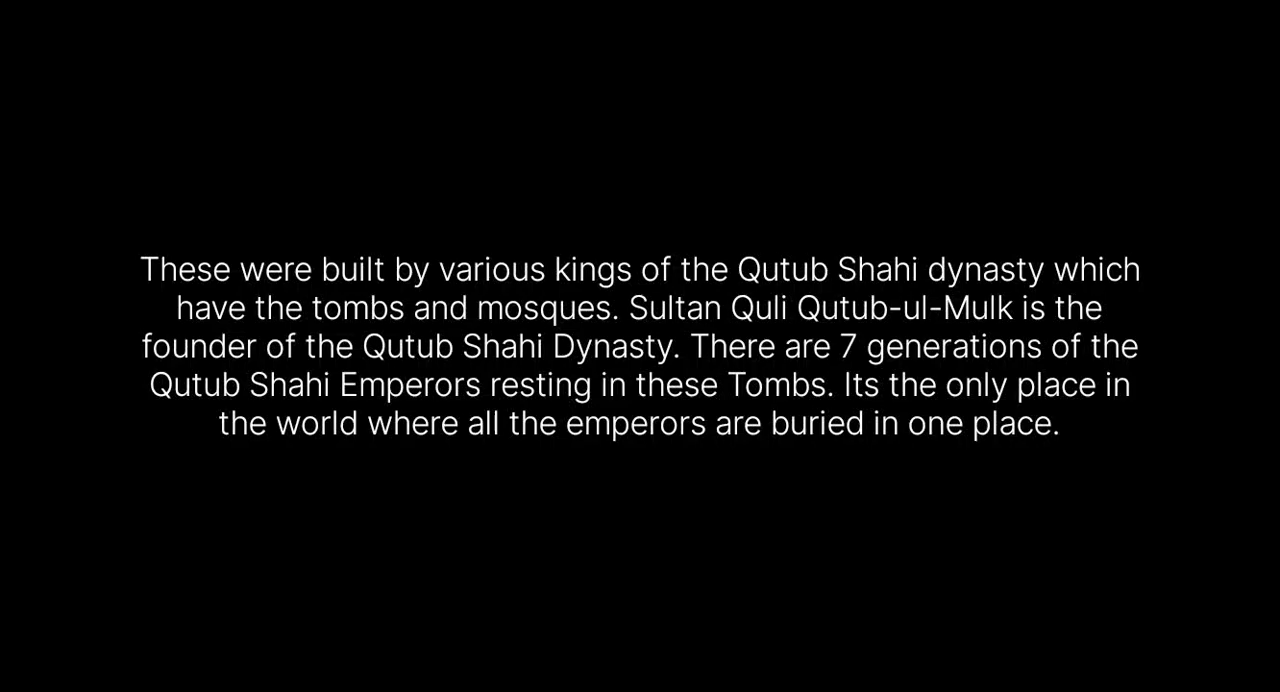 These were built by various kings of the Qutub Shahi dynasty which
have the tombs and mosques. Sultan Quli Qutub-ul-Mulk is the
founder of the Qutub Shahi Dynasty. There are 7 generations of the
Qutub Shahi Emperors resting in these Tombs. Its the only place in
the world where all the emperors are buried in one place.